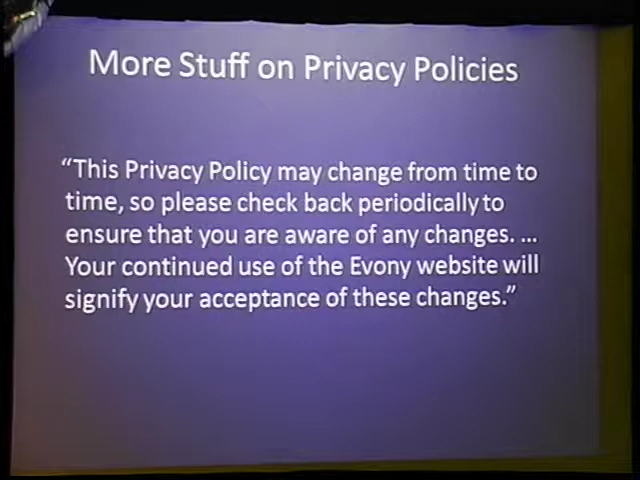 More Stuff on Privacy Policies
“This Privacy Policy may change from time to
time, so please check back periodically to
ensure that you are aware of any changes. ...
Your continued use of the Evony website will
signify your acceptance of these changes.”